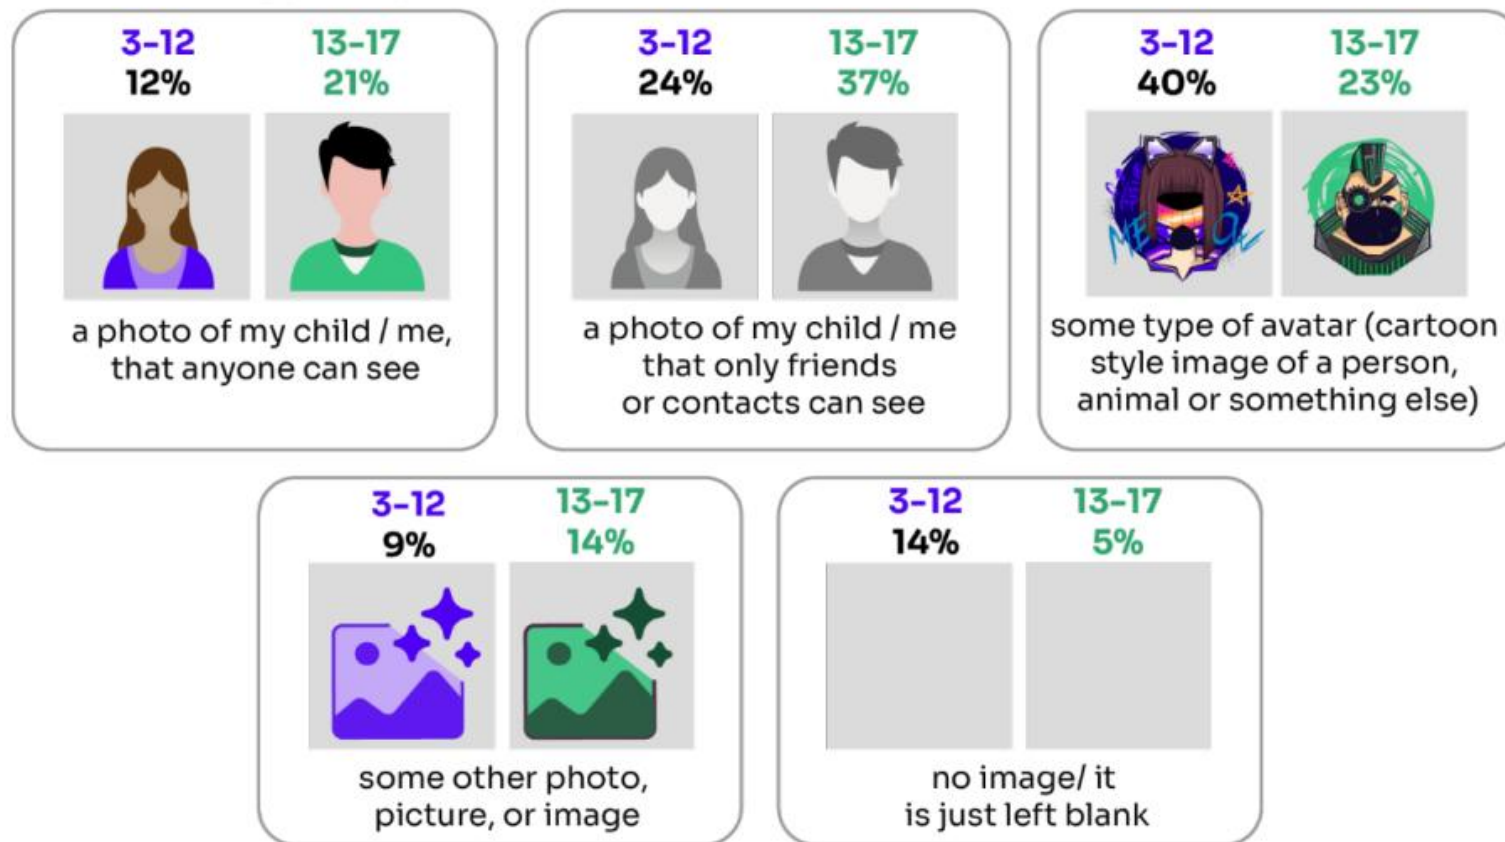 3-12 13-17
12% 21%
a photo of my child / me,
that anyone can see
3-12 13-17
24% 37%
a photo of my child / me
that only friends
or contacts can see
3-12 13-17
40% 23%
some type of avatar (cartoon
style image of a person,
animal or something else)
3-12 13-17
9% 14%
some other photo,
picture, or image
3-12 13-17
14% 5%
no image/ it
is just left blank